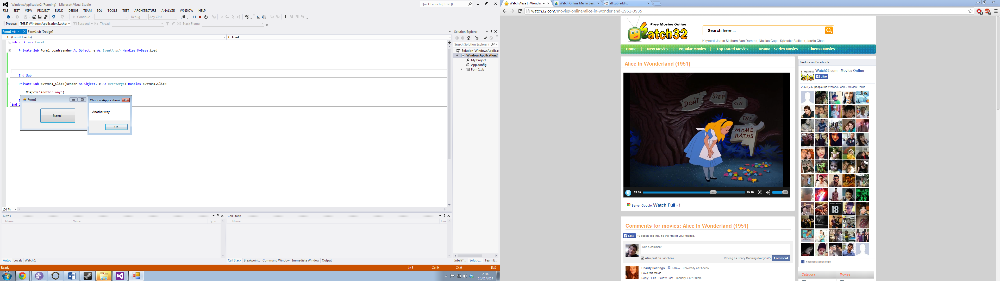 WindowsApplication2 (Running) - Microsoft Visual Studio
Quick Launch (Ctrl+Q)
FILE EDIT VIEW PROJECT BUILD DEBUG TEAM SQL TOOLS TEST ARCHITECTURE ANALYZE WINDOW HELP
Continue Debug Any CPU
Process: [3688] WindowsApplication2.vsho Suspend Thread: Stack Frame:
Form1.vb Form1.vb [Design]
(Form1 Events) Load
Public Class Form1
Private Sub Form1_Load(sender As Object, e As EventArgs) Handles MyBase.Load
End Sub
Private Sub Button1_Click(sender As Object, e As EventArgs) Handles Button1.Click
MsgBox("Another way")
End C
Form1
Button1
WindowsApplication2
Another way
OK
Solution Explorer
Search Solution Explorer (
Solution 'WindowsApplicat
WindowsApplication2
My Project
App.config
Form1.vb
100 %
Autos
Name Value Type
Call Stack
Name Lang
Autos Locals Watch 1
Call Stack Breakpoints Command Window Immediate Window Output
IntelliT... Solutio... Team E...
Ready Ln 8 Col 9 Ch 9 INS
20:09
10/01/2014
Watch Alice In Wonder Watch Online Merlin Sea all subreddits
watch32.com/movies-online/alice-in-wonderland-1951-3935
Free Movies Online
atch32
Search here ...
Keyword: Jason Statham, Van Damme, Nicolas Cage, Sylvester Stallone, Jackie Chan, ...
Home | New Movies | Popular Movies | Top Rated Movies | Drama - Series Movies | Cinema Movies
Alice In Wonderland (1951)
DON'T STEP ON THE MOME RATHS
53:05 75:16
Server Google: Watch Full - 1
Comments for movies: Alice In Wonderland (1951)
Like 10 people like this. Be the first of your friends.
Add a comment...
Also post on Facebook Posting as Henry Manning (Not you?) Comment
Charity Hastings · Follow · University of Phoenix
I love this movie
Reply · Like · Follow Post · January 7 at 1:40pm
Find us on Facebook
Watch32.com - Movies Online
Like
2,478,747 people like Watch32.com - Movies Online.
STEVENSON
18
Facebook social plugin
Category Movies